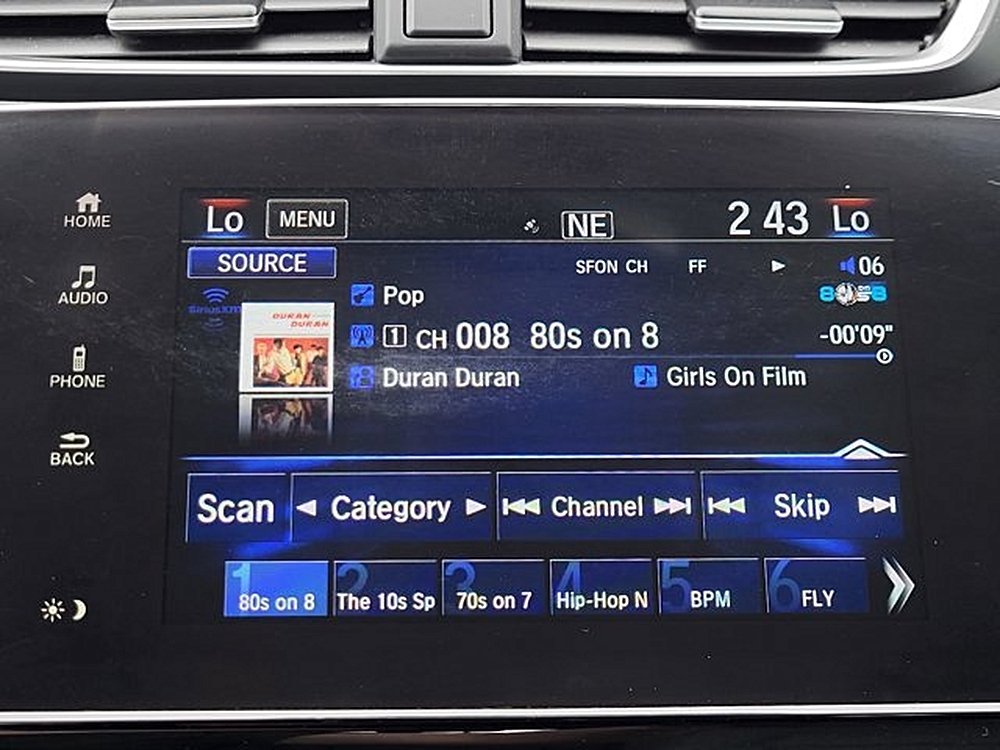 HOME
AUDIO
PHONE
BACK
Lo MENU NE 2 43 Lo
SOURCE SFON CH FF 06
SiriusXM DURAN DURAN Pop
1 CH 008 80s on 8 -00'09"
Duran Duran Girls On Film
Scan Category Channel Skip
1 80s on 8
2 The 10s Sp
3 70s on 7
4 Hip-Hop N
5 BPM
6 FLY